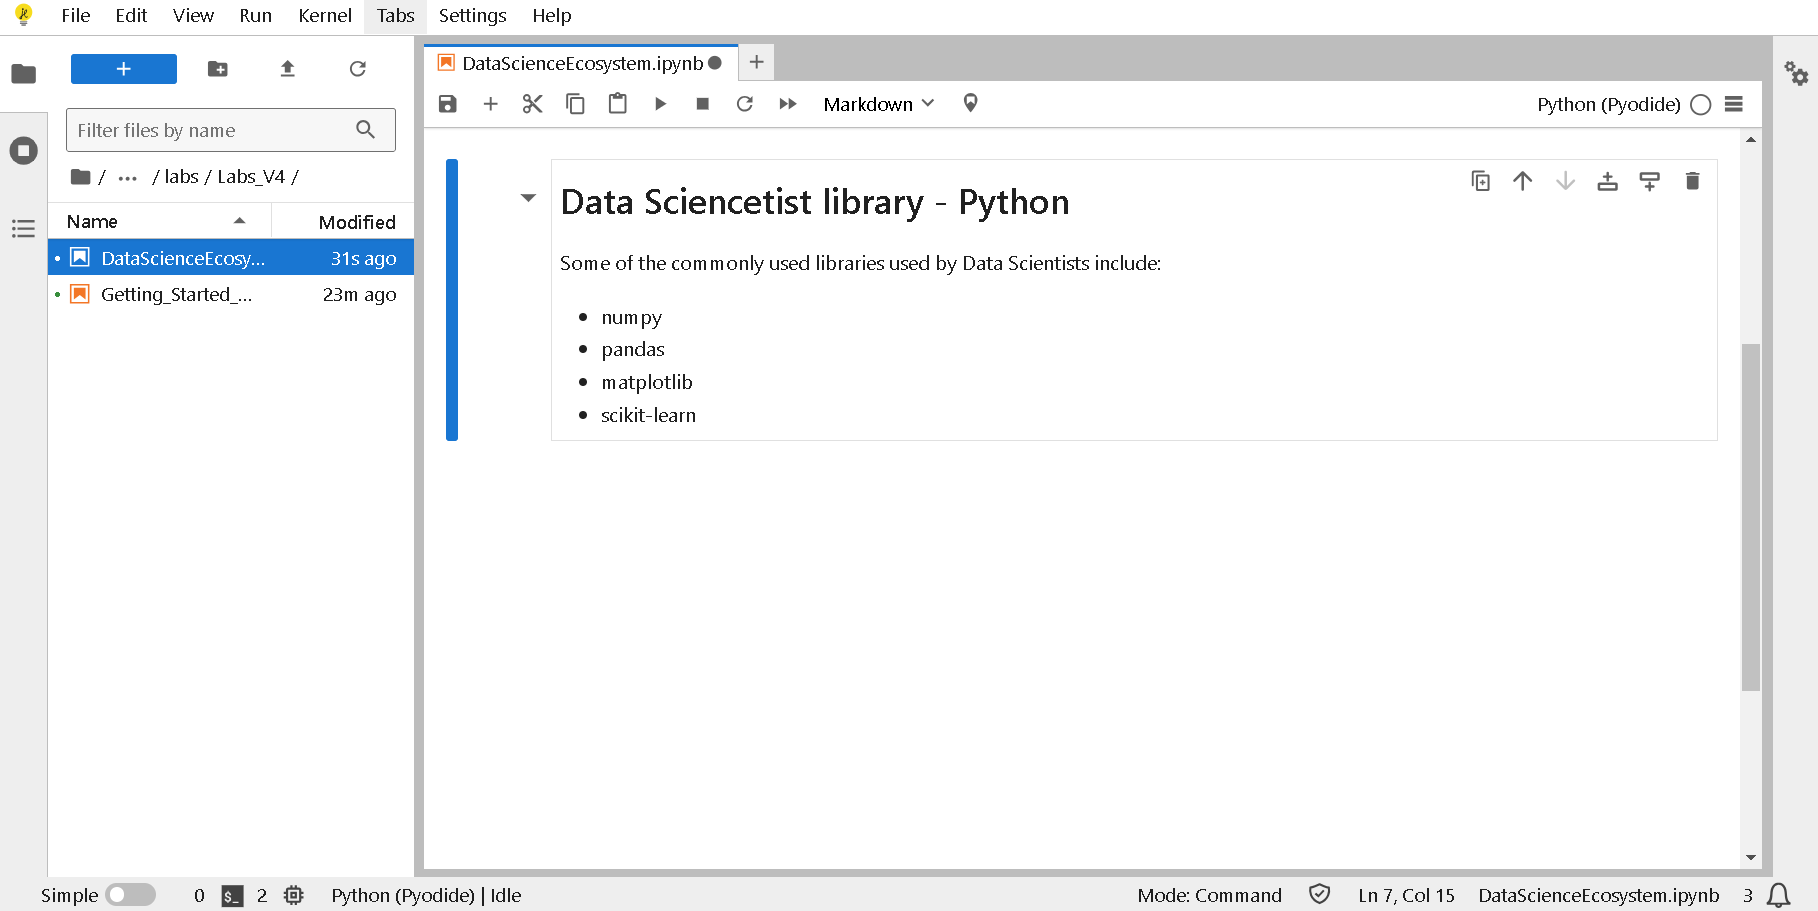 File Edit View Run Kernel Tabs Settings Help
Filter files by name
/ ··· / labs / Labs_V4 /
Name Modified
DataScienceEcosy... 31s ago
Getting_Started_... 23m ago
DataScienceEcosystem.ipynb
Markdown Python (Pyodide)
Data Sciencetist library - Python
Some of the commonly used libraries used by Data Scientists include:
• numpy
• pandas
• matplotlib
• scikit-learn
Simple 0 $_ 2 Python (Pyodide) | Idle Mode: Command Ln 7, Col 15 DataScienceEcosystem.ipynb 3